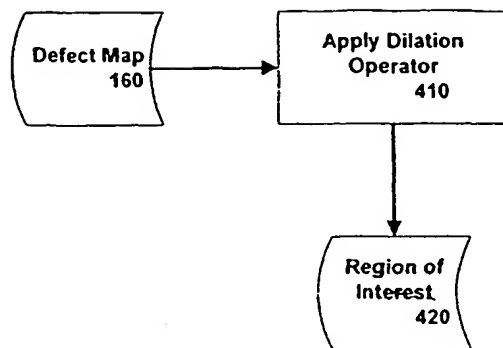 Defect Map
160
Apply Dilation
Operator
410
Region of
Interest
420